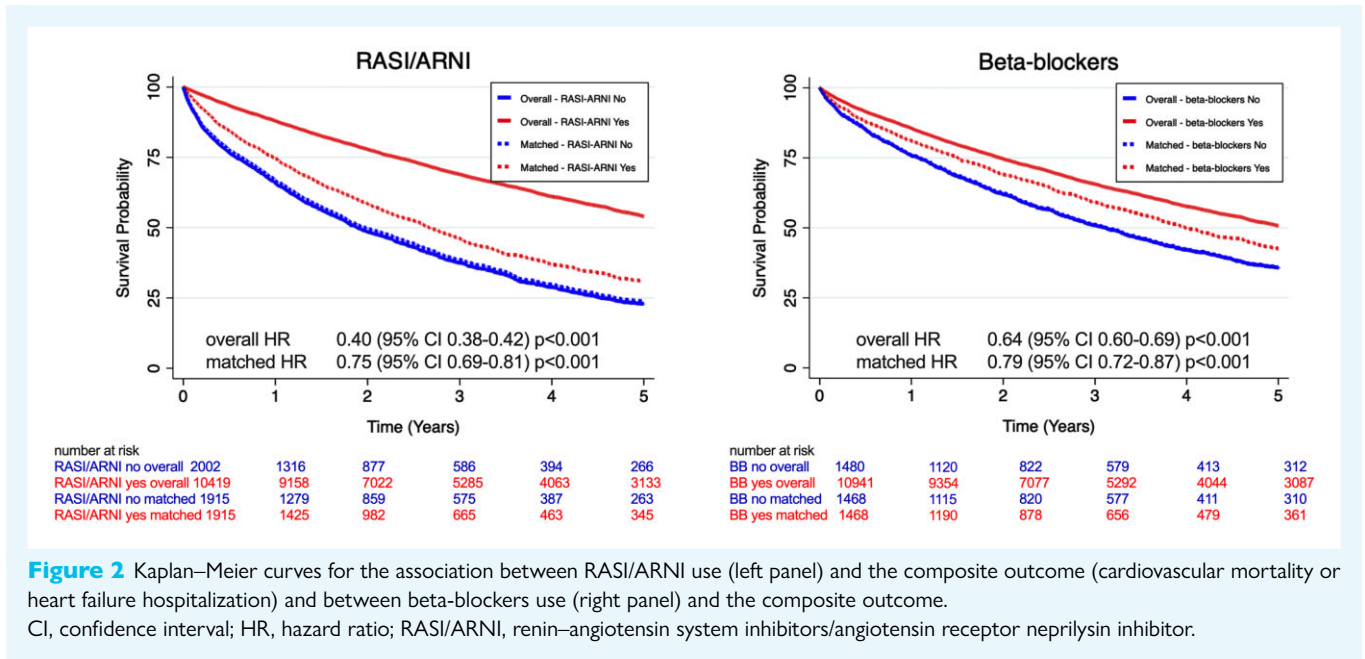 RASI/ARNI
Survival Probability
100
75
50
25
0
Overall - RASI-ARNI No
Overall - RASI-ARNI Yes
Matched - RASI-ARNI No
Matched - RASI-ARNI Yes
overall HR 0.40 (95% CI 0.38-0.42) p<0.001
matched HR 0.75 (95% CI 0.69-0.81) p<0.001
0 1 2 3 4 5
Time (Years)
number at risk
RASI/ARNI no overall 2002 1316 877 586 394 266
RASI/ARNI yes overall 10419 9158 7022 5285 4063 3133
RASI/ARNI no matched 1915 1279 859 575 387 263
RASI/ARNI yes matched 1915 1425 982 665 463 345
Beta-blockers
Survival Probability
100
75
50
25
0
Overall - beta-blockers No
Overall - beta-blockers Yes
Matched - beta-blockers No
Matched - beta-blockers Yes
overall HR 0.64 (95% CI 0.60-0.69) p<0.001
matched HR 0.79 (95% CI 0.72-0.87) p<0.001
0 1 2 3 4 5
Time (Years)
number at risk
BB no overall 1480 1120 822 579 413 312
BB yes overall 10941 9354 7077 5292 4044 3087
BB no matched 1468 1115 820 577 411 310
BB yes matched 1468 1190 878 656 479 361
Figure 2 Kaplan–Meier curves for the association between RASI/ARNI use (left panel) and the composite outcome (cardiovascular mortality or
heart failure hospitalization) and between beta-blockers use (right panel) and the composite outcome.
CI, confidence interval; HR, hazard ratio; RASI/ARNI, renin–angiotensin system inhibitors/angiotensin receptor neprilysin inhibitor.